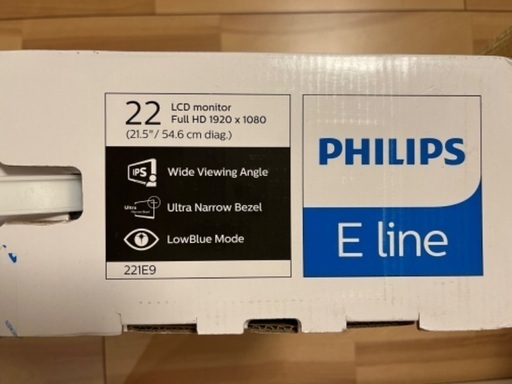 22 LCD monitor
Full HD 1920 x 1080
(21.5"/ 54.6 cm diag.)
IPS
Wide Viewing Angle
Ultra
Ultra Narrow Bezel
LowBlue Mode
221E9
PHILIPS
E line